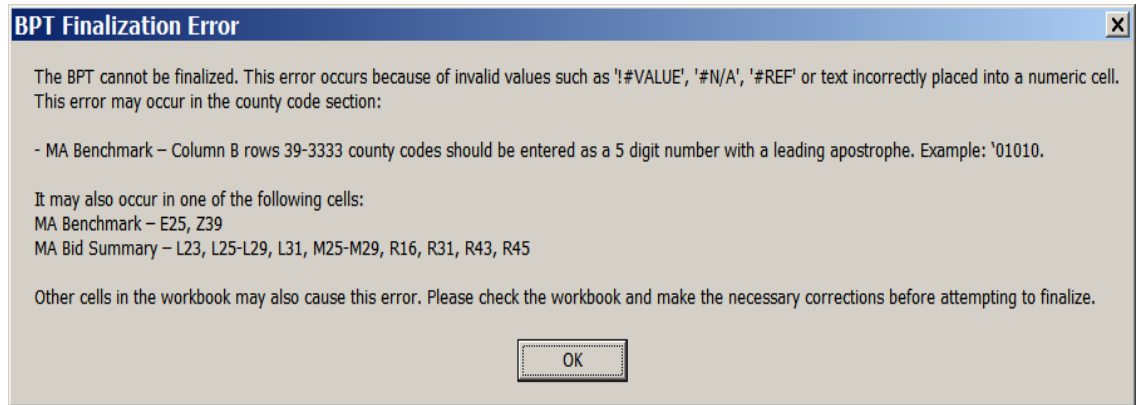 BPT Finalization Error
The BPT cannot be finalized. This error occurs because of invalid values such as '!#VALUE', '#N/A', '#REF' or text incorrectly placed into a numeric cell.
This error may occur in the county code section:
- MA Benchmark – Column B rows 39-3333 county codes should be entered as a 5 digit number with a leading apostrophe. Example: ‘01010.
It may also occur in one of the following cells:
MA Benchmark – E25, Z39
MA Bid Summary – L23, L25-L29, L31, M25-M29, R16, R31, R43, R45
Other cells in the workbook may also cause this error. Please check the workbook and make the necessary corrections before attempting to finalize.
OK